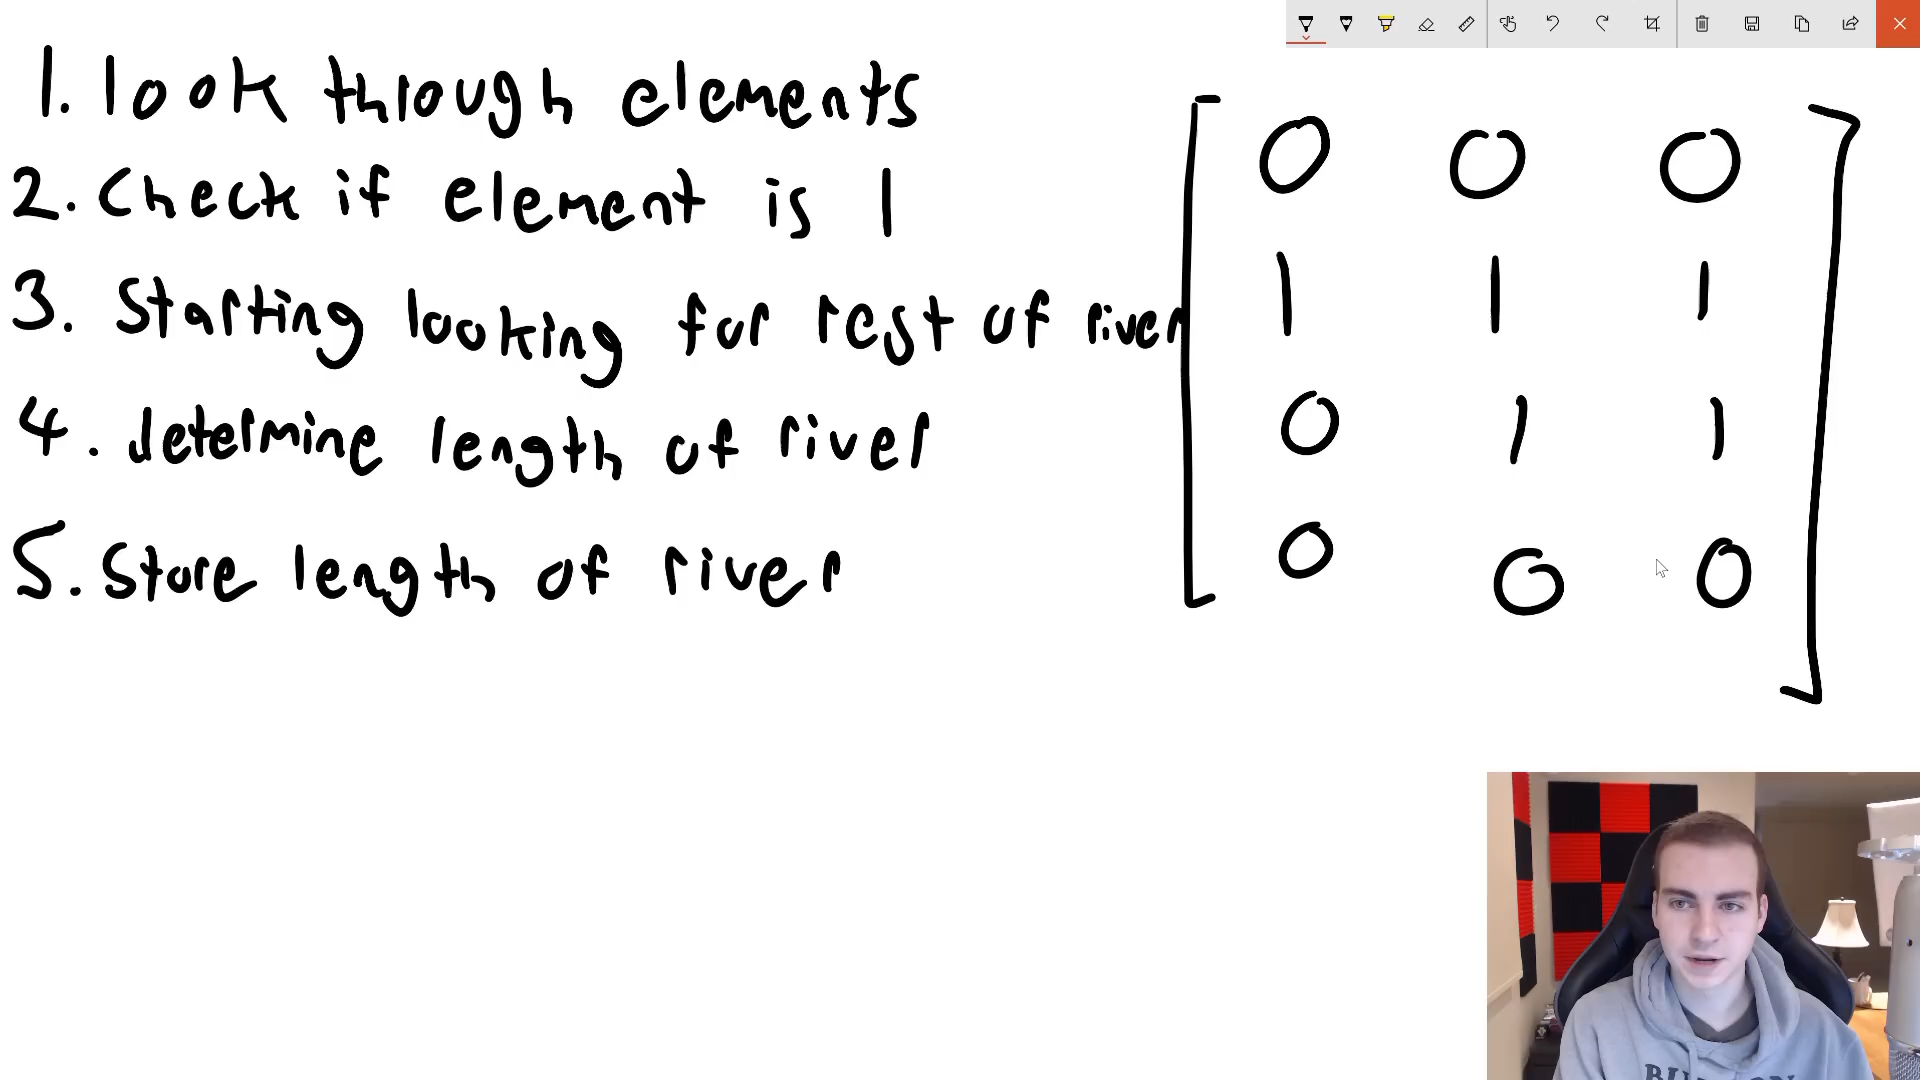 1. look through elements
2. Check if element is 1
3. Starting looking for rest of river
4. determine length of river
5. Store length of river
0 0 0
1 1 1
0 1 1
0 0 0